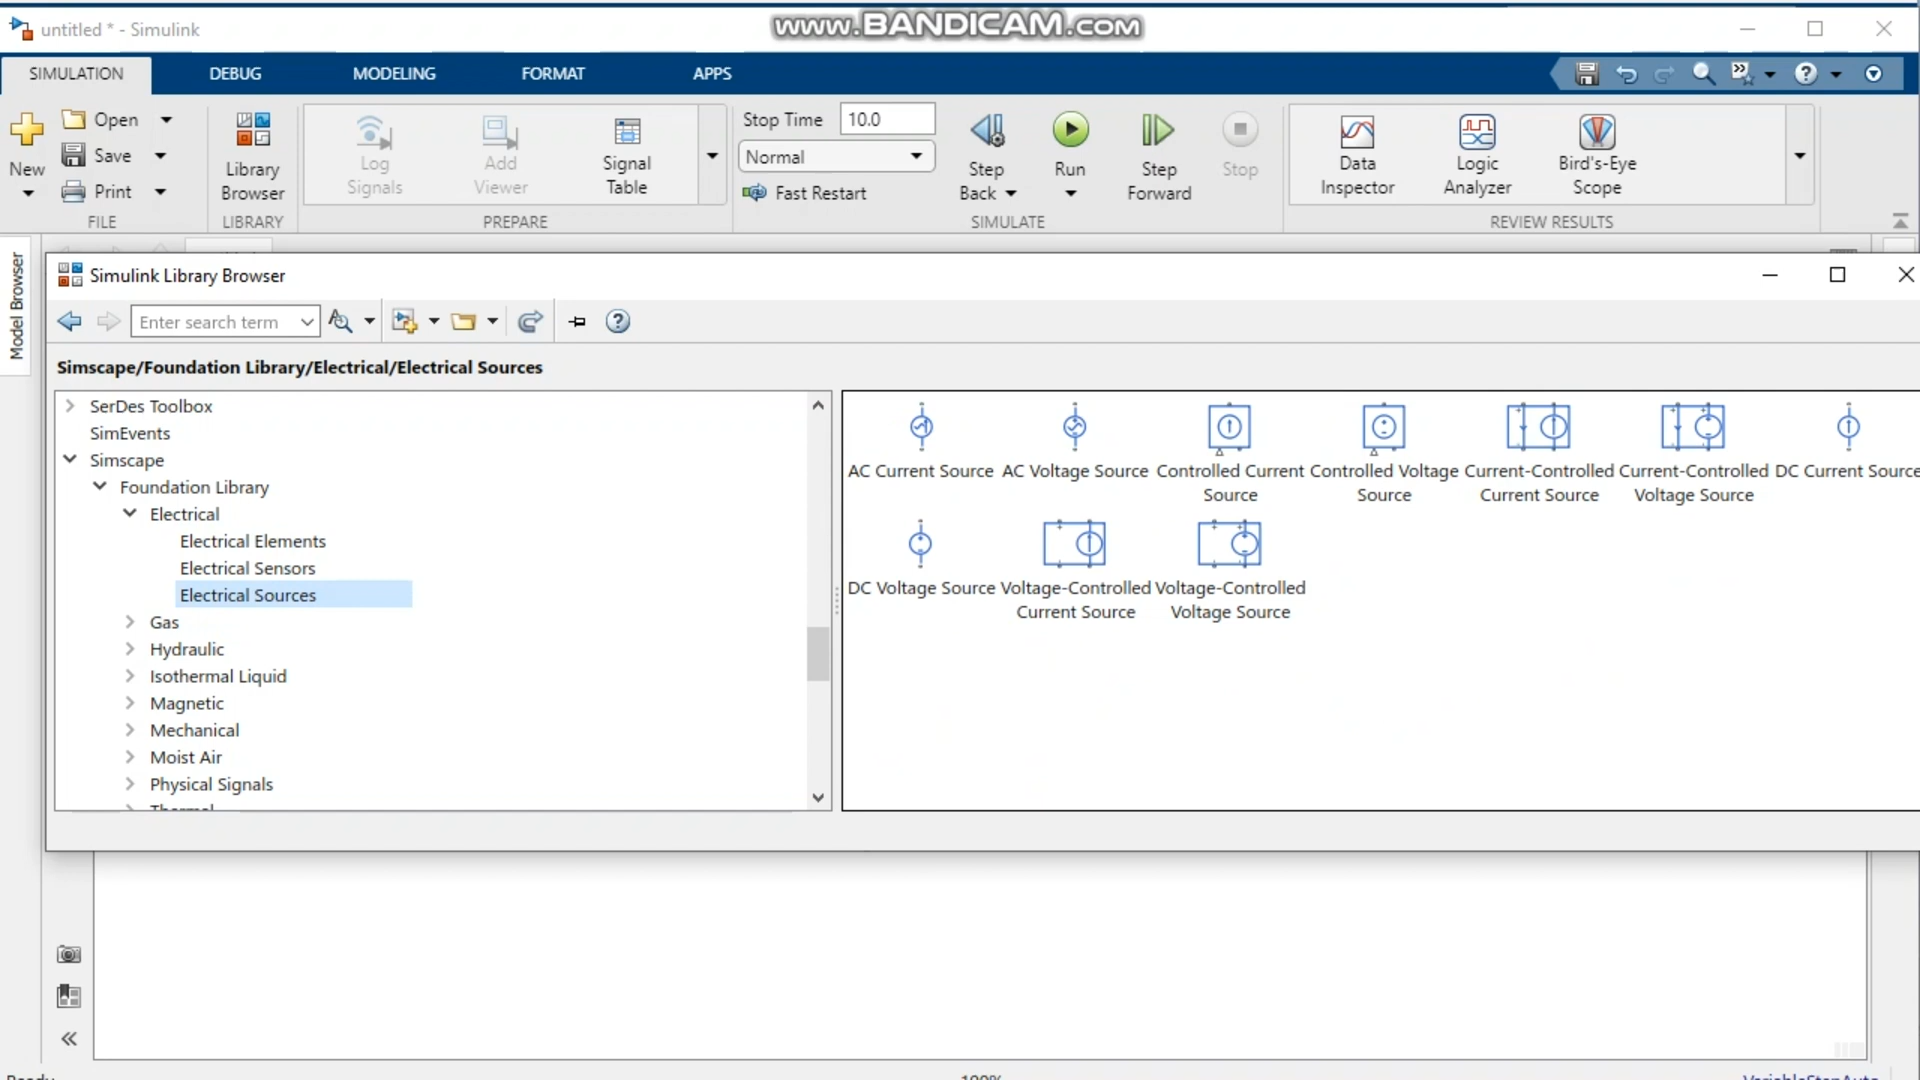 untitled * - Simulink
www.BANDICAM.com
SIMULATION
DEBUG
MODELING
FORMAT
APPS
New
Open
Save
Print
FILE
Library
Browser
LIBRARY
Log
Signals
Add
Viewer
Signal
Table
PREPARE
Stop Time
10.0
Normal
Fast Restart
Step
Back
Run
Step
Forward
Stop
SIMULATE
Data
Inspector
Logic
Analyzer
Bird's-Eye
Scope
REVIEW RESULTS
Model Browser
Simulink Library Browser
Enter search term
Simscape/Foundation Library/Electrical/Electrical Sources
SerDes Toolbox
SimEvents
Simscape
Foundation Library
Electrical
Electrical Elements
Electrical Sensors
Electrical Sources
Gas
Hydraulic
Isothermal Liquid
Magnetic
Mechanical
Moist Air
Physical Signals
Thermal
AC Current Source
AC Voltage Source
Controlled Current
Source
Controlled Voltage
Source
Current-Controlled
Current Source
Current-Controlled
Voltage Source
DC Current Source
DC Voltage Source
Voltage-Controlled
Current Source
Voltage-Controlled
Voltage Source
Ready
100%
VariableStepAuto